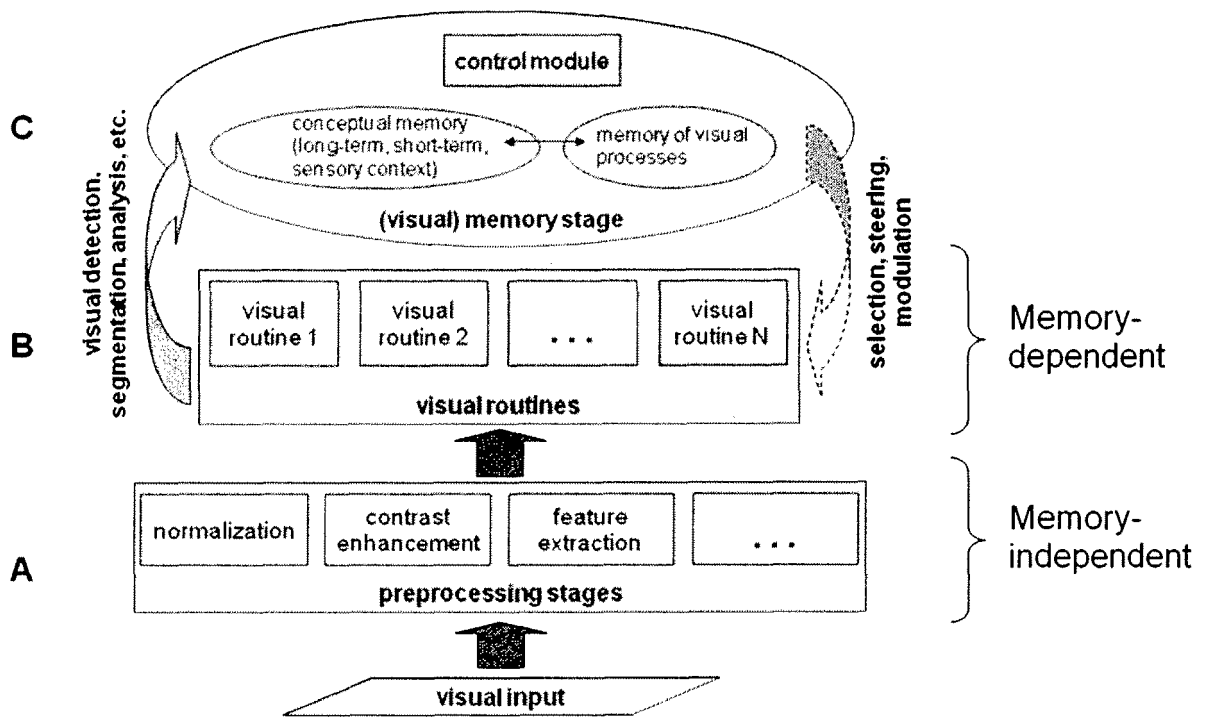 control module
C
conceptual memory
(long-term, short-term,
sensory context)
memory of visual
processes
(visual) memory stage
visual detection,
segmentation, analysis, etc.
selection, steering,
modulation
B
visual
routine 1
visual
routine 2
...
visual
routine N
visual routines
Memory-
dependent
A
normalization
contrast
enhancement
feature
extraction
...
preprocessing stages
Memory-
independent
visual input